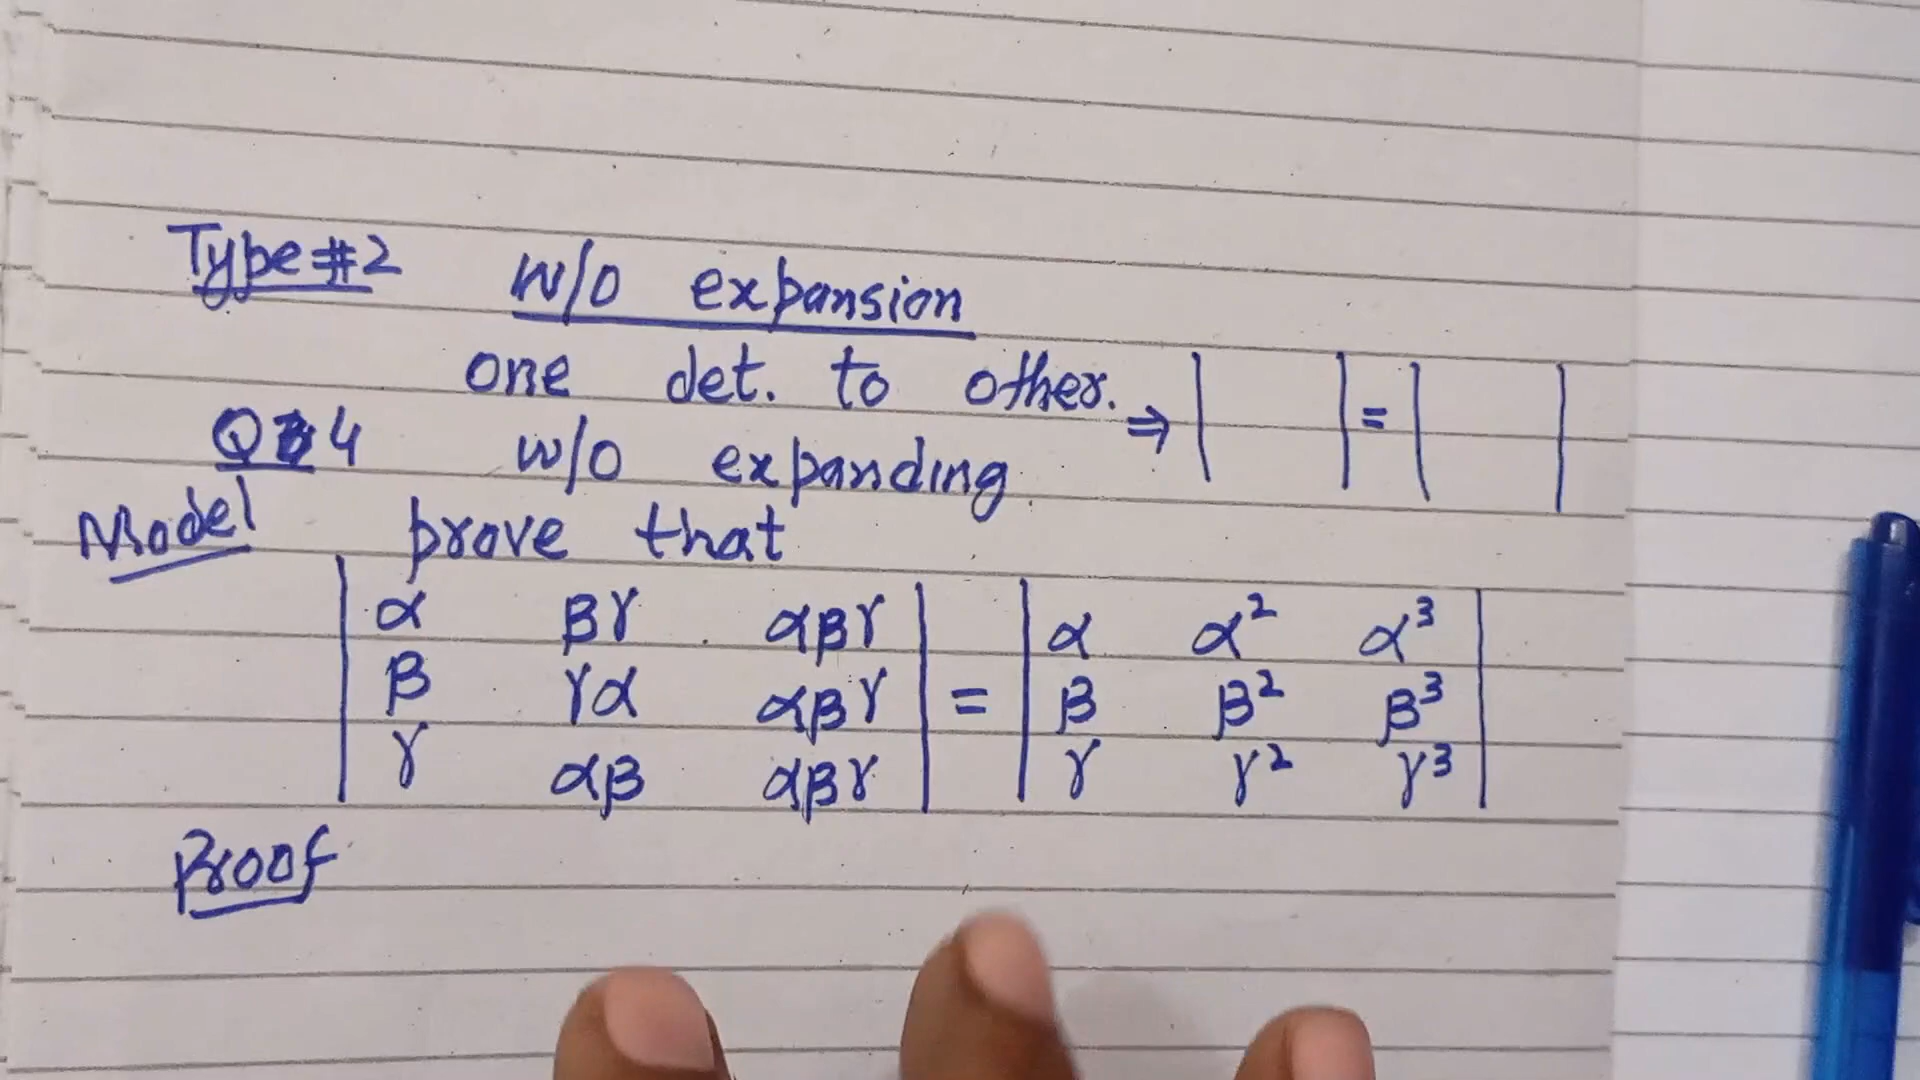 Type#2 w/o expansion
one det. to other. ⇒ | | = | |
Q 4 w/o expanding
Model prove that
| α βγ αβγ | | α α² α³ |
| β γα αβγ | = | β β² β³ |
| γ αβ αβγ | | γ γ² γ³ |
Proof